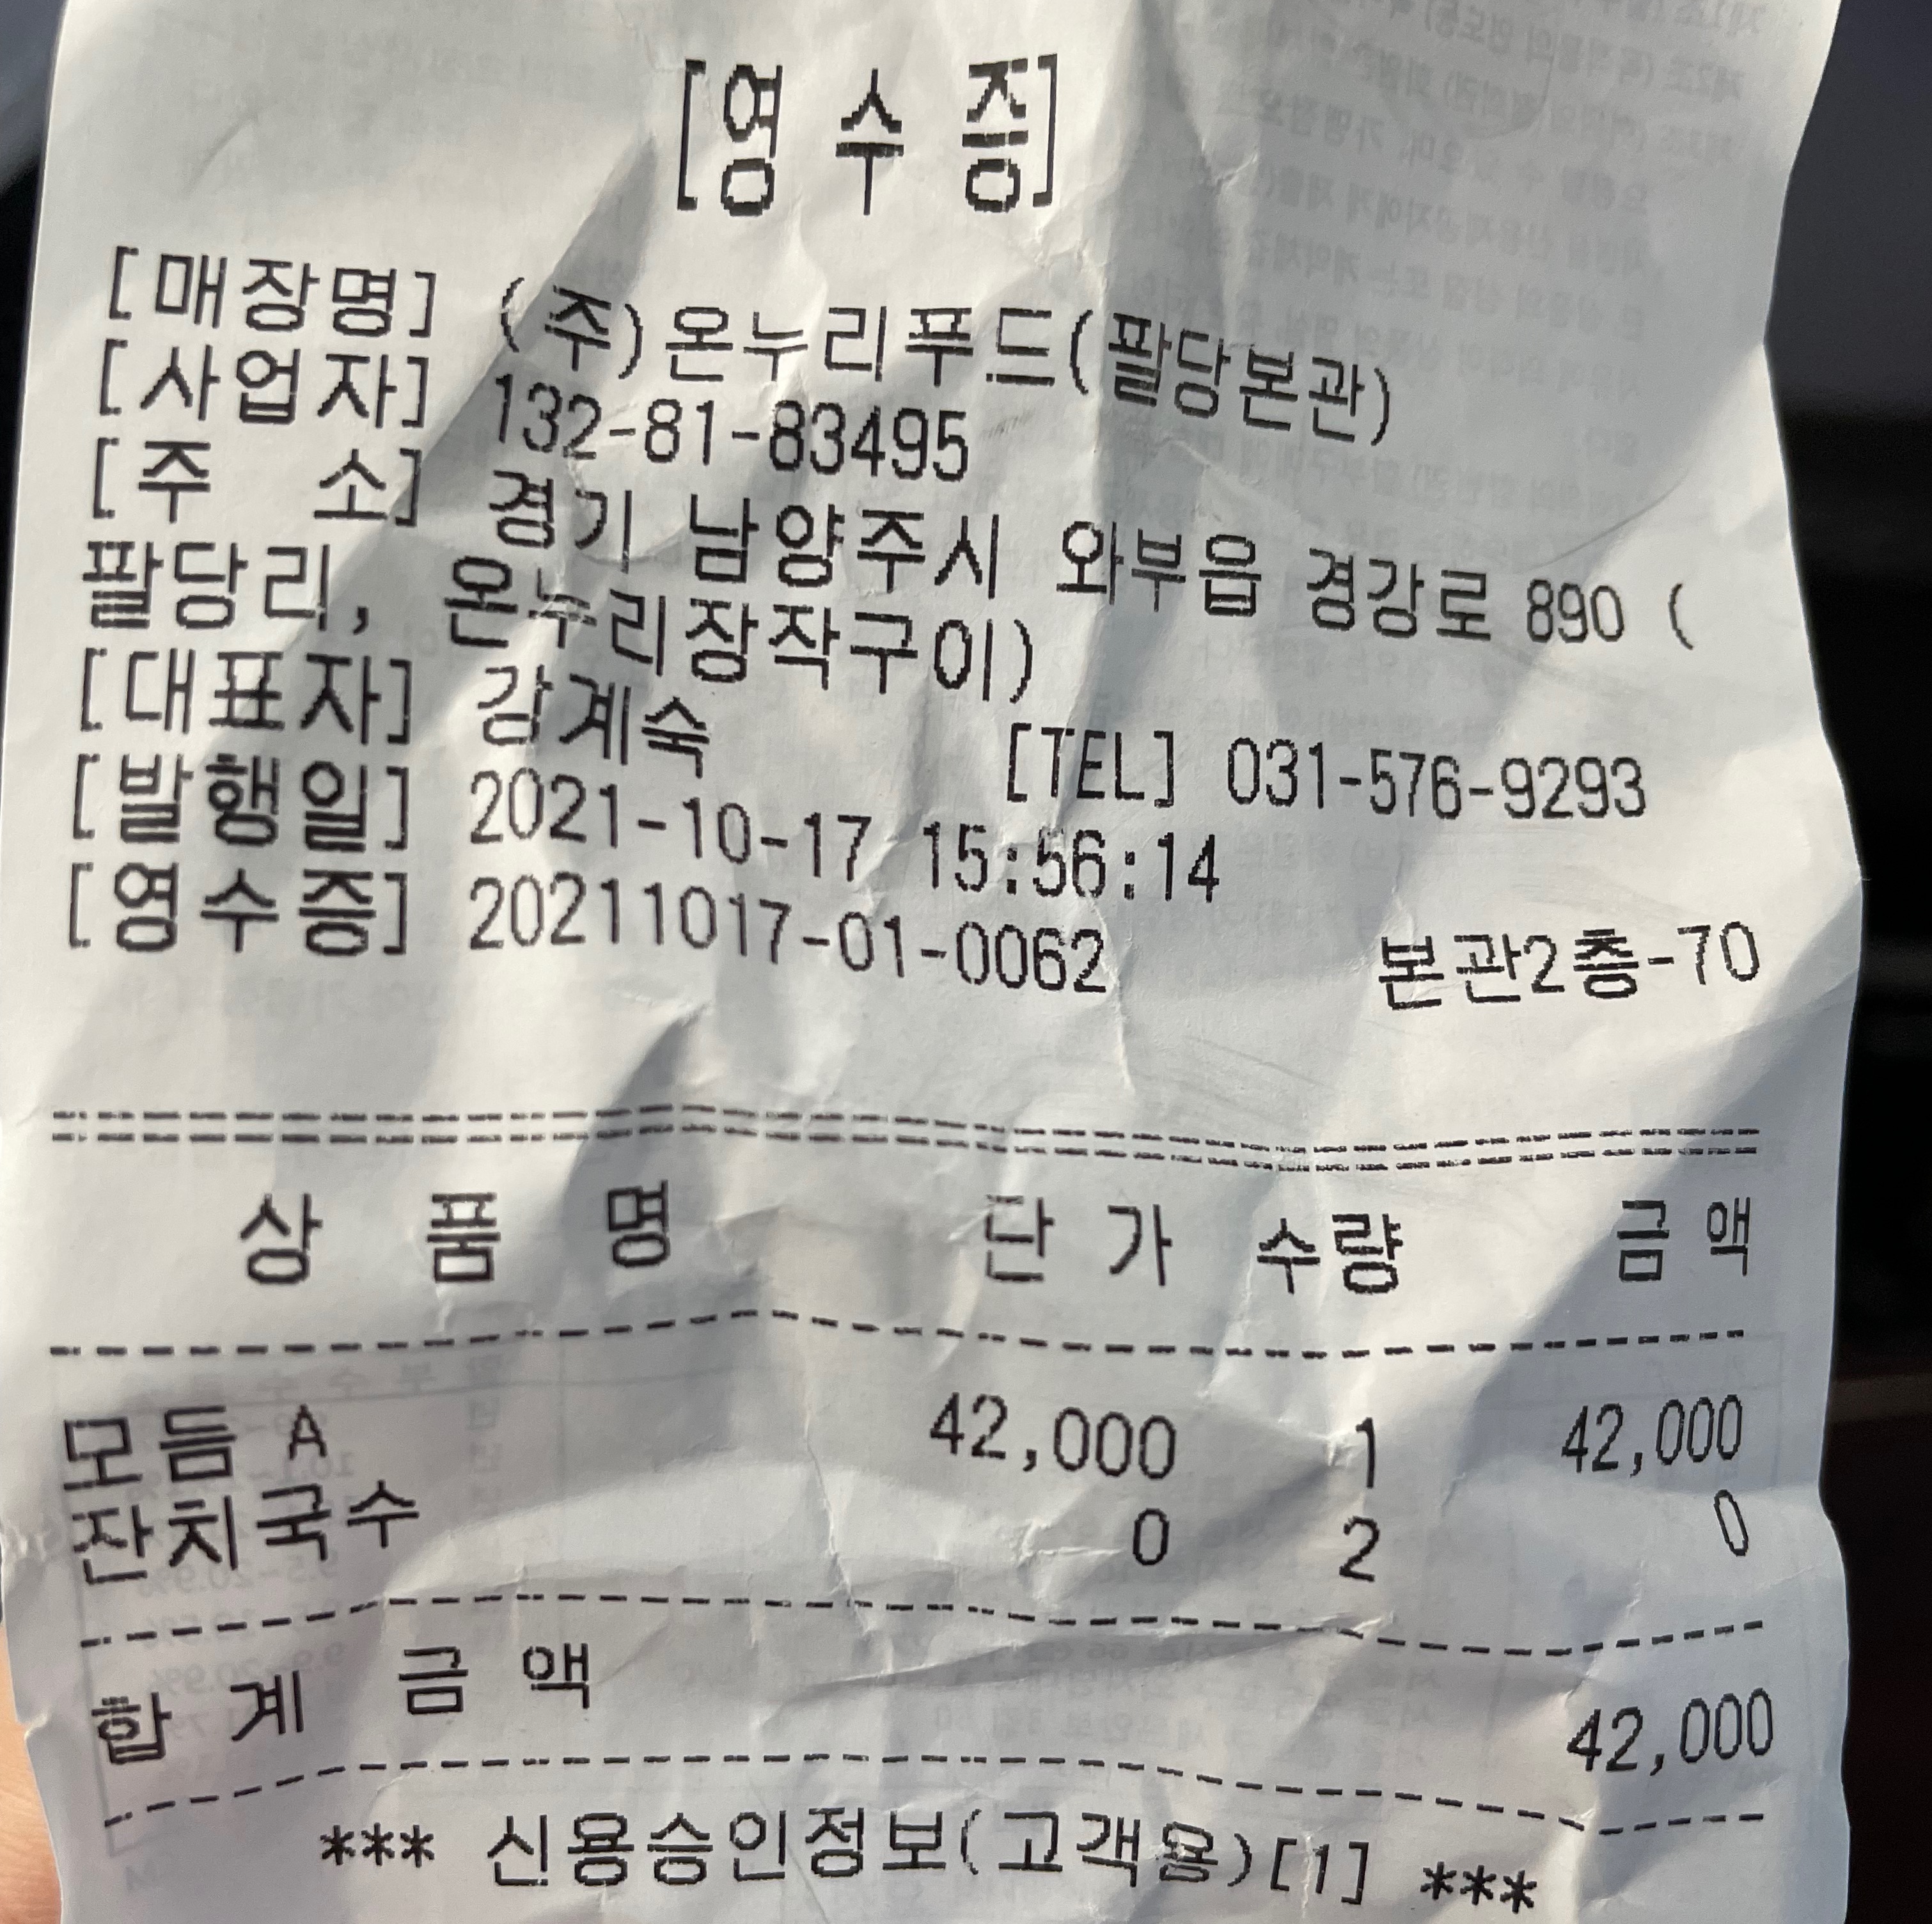 [영 수 증]
[매장명] (주)온누리푸드(팔당본관)
[사업자] 132-81-83495
[주 소] 경기 남양주시 와부읍 경강로 890 (
팔당리, 온누리장작구이)
[대표자] 강계숙 [TEL] 031-576-9293
[발행일] 2021-10-17 15:56:14
[영수증] 20211017-01-0062 본관2층-70
상 품 명 단 가 수량 금 액
모듬 A 42,000 1 42,000
잔치국수 0 2 0
합 계 금 액 42,000
*** 신용승인정보(고객용)[1] ***